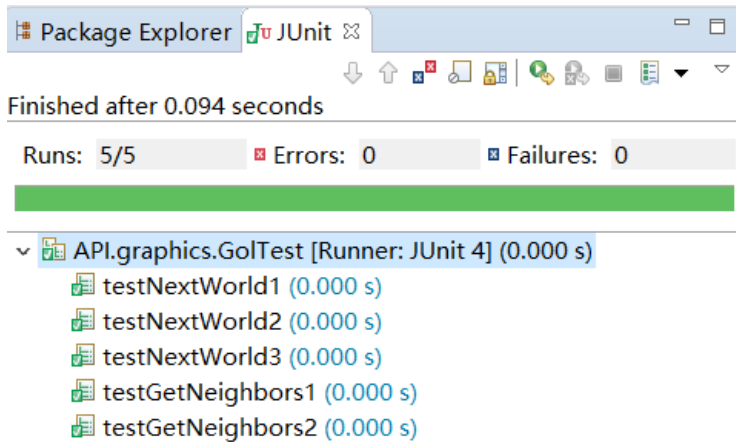 Package Explorer JUnit
Finished after 0.094 seconds
Runs: 5/5 Errors: 0 Failures: 0
API.graphics.GolTest [Runner: JUnit 4] (0.000 s)
testNextWorld1 (0.000 s)
testNextWorld2 (0.000 s)
testNextWorld3 (0.000 s)
testGetNeighbors1 (0.000 s)
testGetNeighbors2 (0.000 s)